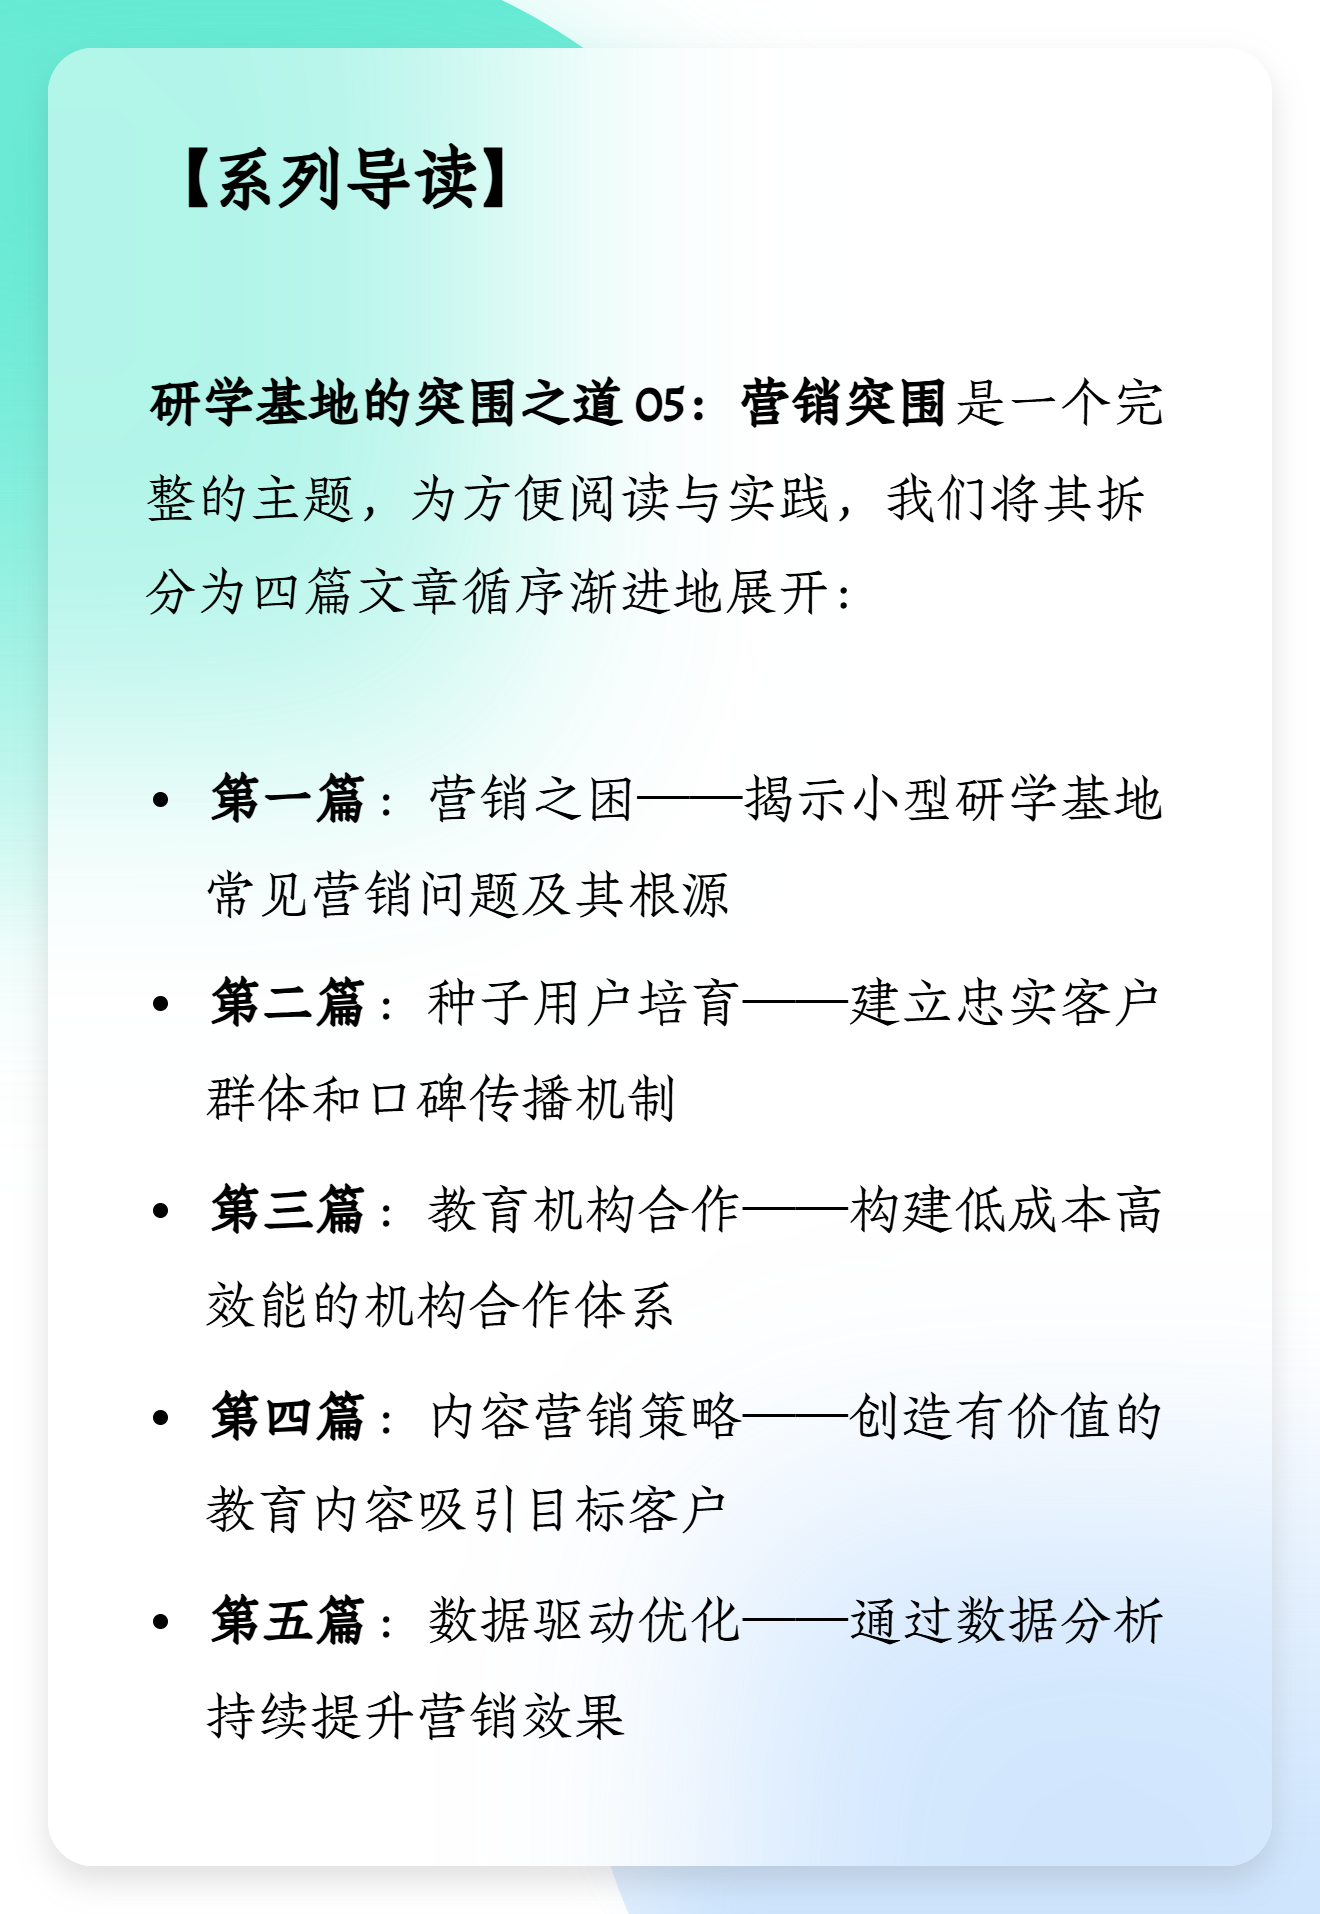 【系列导读】
研学基地的突围之道 05：营销突围是一个完
整的主题，为方便阅读与实践，我们将其拆
分为四篇文章循序渐进地展开：
• 第一篇：营销之困——揭示小型研学基地
常见营销问题及其根源
• 第二篇：种子用户培育——建立忠实客户
群体和口碑传播机制
• 第三篇：教育机构合作——构建低成本高
效能的机构合作体系
• 第四篇：内容营销策略——创造有价值的
教育内容吸引目标客户
• 第五篇：数据驱动优化——通过数据分析
持续提升营销效果